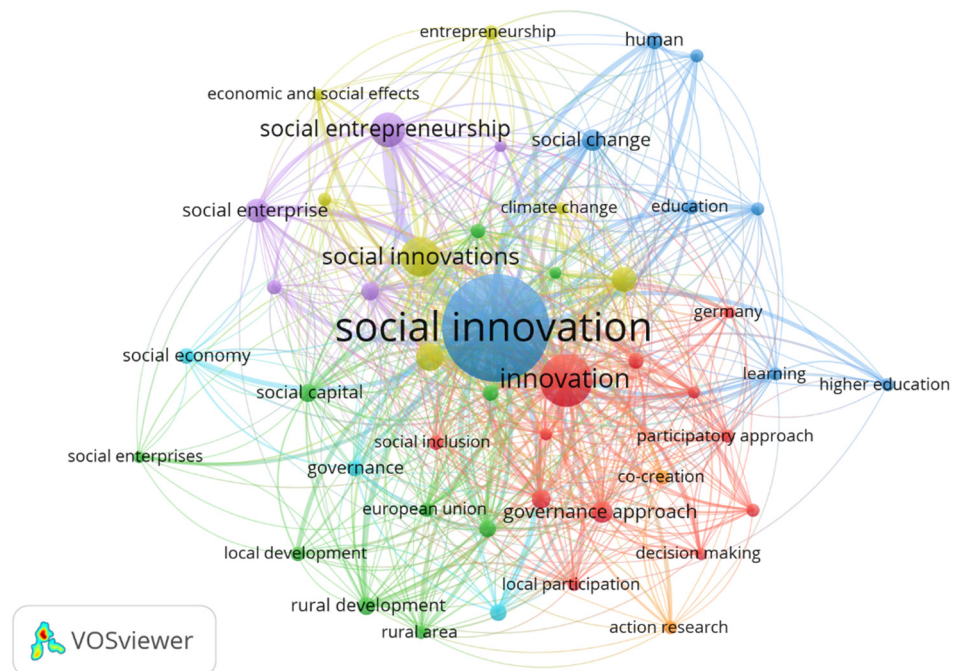 entrepreneurship
human
economic and social effects
social entrepreneurship
social change
social enterprise
climate change
education
social innovations
germany
social innovation
social economy
innovation
learning
higher education
social capital
social inclusion
participatory approach
social enterprises
governance
co-creation
european union
governance approach
local development
decision making
local participation
rural development
rural area
action research
VOSviewer